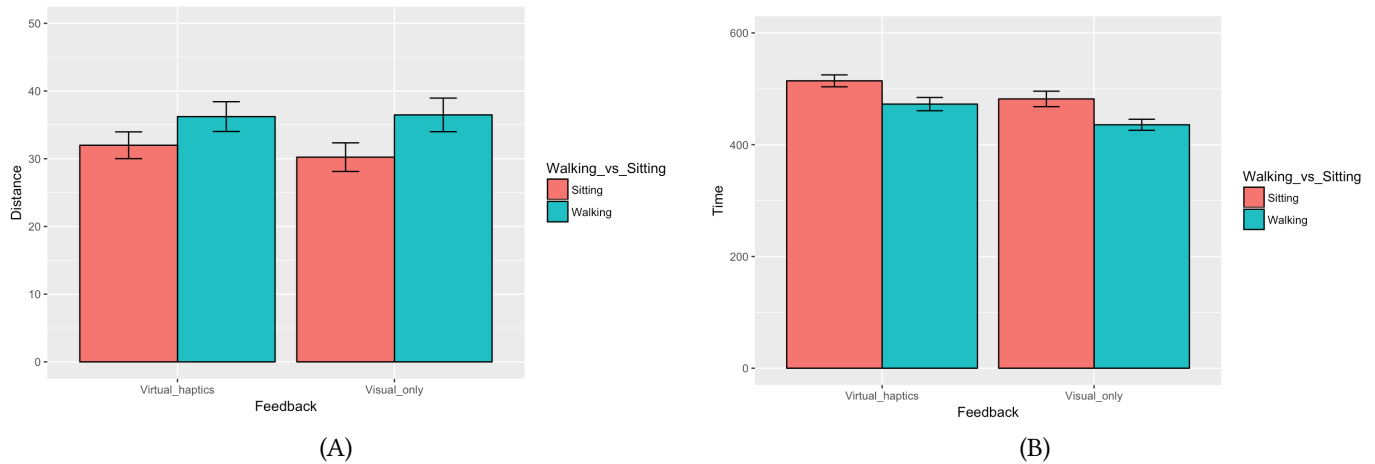 50
40
30
20
10
0
Distance
Virtual_haptics
Visual_only
Feedback
Walking_vs_Sitting
Sitting
Walking
(A)
600
400
200
0
Time
Virtual_haptics
Visual_only
Feedback
Walking_vs_Sitting
Sitting
Walking
(B)